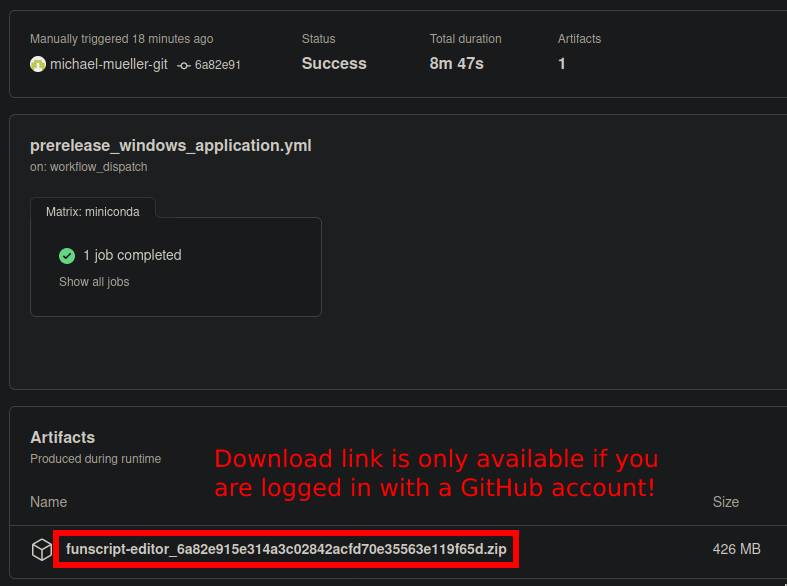 Manually triggered 18 minutes ago
Status
Total duration
Artifacts
michael-mueller-git 6a82e91
Success
8m 47s
1
prerelease_windows_application.yml
on: workflow_dispatch
Matrix: miniconda
1 job completed
Show all jobs
Artifacts
Produced during runtime
Download link is only available if you
are logged in with a GitHub account!
Name
Size
funscript-editor_6a82e915e314a3c02842acfd70e35563e119f65d.zip
426 MB